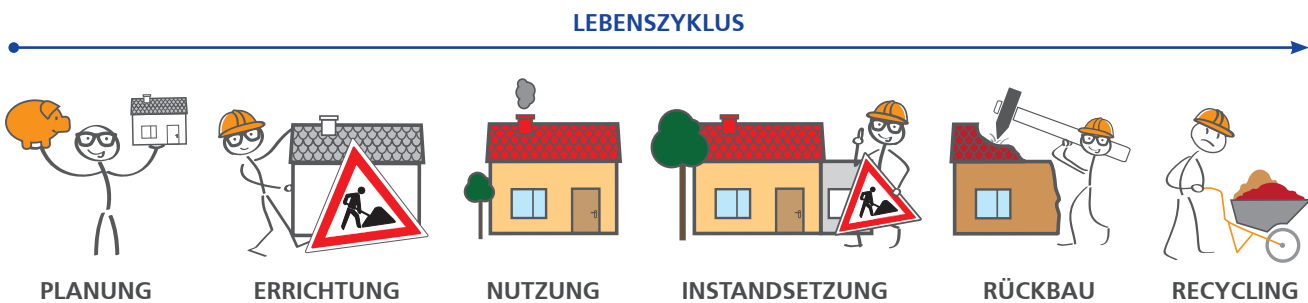 LEBENSZYKLUS
PLANUNG
ERRICHTUNG
NUTZUNG
INSTANDSETZUNG
RÜCKBAU
RECYCLING